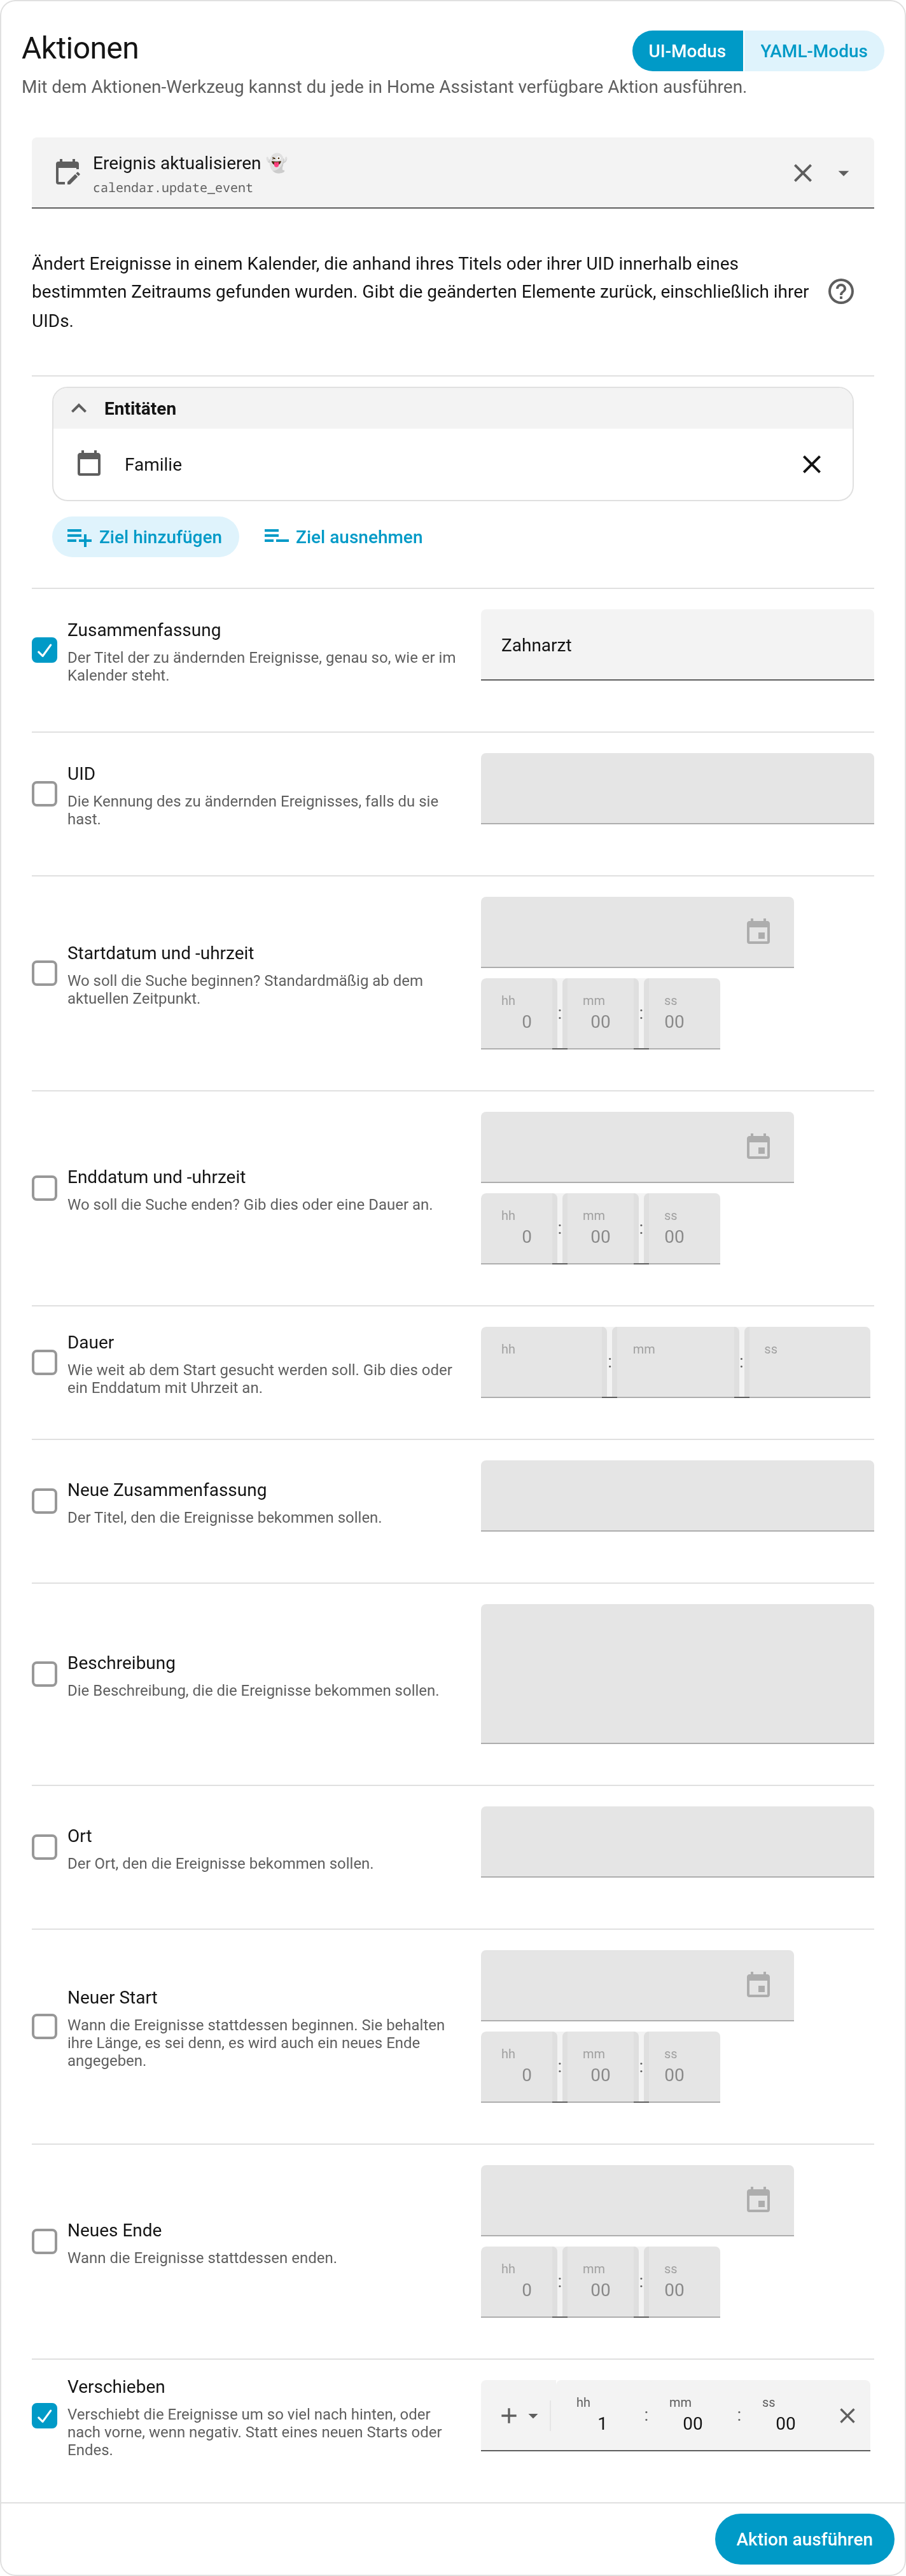 Aktionen
UI-Modus
YAML-Modus
Mit dem Aktionen-Werkzeug kannst du jede in Home Assistant verfügbare Aktion ausführen.
Ereignis aktualisieren 👻
calendar.update_event
Ändert Ereignisse in einem Kalender, die anhand ihres Titels oder ihrer UID innerhalb eines
bestimmten Zeitraums gefunden wurden. Gibt die geänderten Elemente zurück, einschließlich ihrer
UIDs.
Entitäten
Familie
Ziel hinzufügen
Ziel ausnehmen
Zusammenfassung
Der Titel der zu ändernden Ereignisse, genau so, wie er im
Kalender steht.
Zahnarzt
UID
Die Kennung des zu ändernden Ereignisses, falls du sie
hast.
Startdatum und -uhrzeit
Wo soll die Suche beginnen? Standardmäßig ab dem
aktuellen Zeitpunkt.
hh : mm : ss
0 00 00
Enddatum und -uhrzeit
Wo soll die Suche enden? Gib dies oder eine Dauer an.
hh : mm : ss
0 00 00
Dauer
Wie weit ab dem Start gesucht werden soll. Gib dies oder
ein Enddatum mit Uhrzeit an.
hh : mm : ss
Neue Zusammenfassung
Der Titel, den die Ereignisse bekommen sollen.
Beschreibung
Die Beschreibung, die die Ereignisse bekommen sollen.
Ort
Der Ort, den die Ereignisse bekommen sollen.
Neuer Start
Wann die Ereignisse stattdessen beginnen. Sie behalten
ihre Länge, es sei denn, es wird auch ein neues Ende
angegeben.
hh : mm : ss
0 00 00
Neues Ende
Wann die Ereignisse stattdessen enden.
hh : mm : ss
0 00 00
Verschieben
Verschiebt die Ereignisse um so viel nach hinten, oder
nach vorne, wenn negativ. Statt eines neuen Starts oder
Endes.
hh : mm : ss
1 00 00
Aktion ausführen